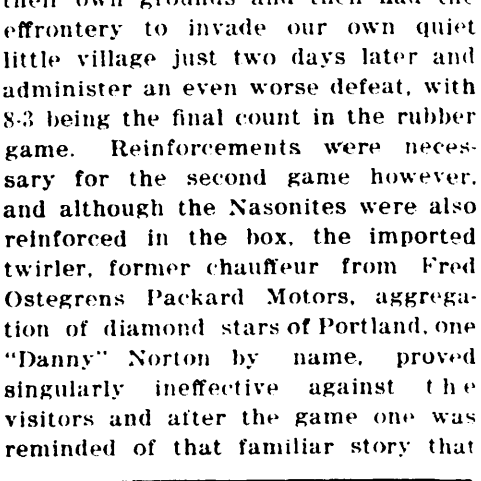 their own grounds and then had the
effrontery to invade our own quiet
little village just two days later and
administer an even worse defeat, with
8-3 being the final count in the rubber
game. Reinforcements were neces-
sary for the second game however,
and although the Nasonites were also
reinforced in the box, the imported
twirler, former chauffeur from Fred
Ostegrens Packard Motors, aggrega-
tion of diamond stars of Portland, one
"Danny" Norton by name, proved
singularly ineffective against the
visitors and after the game one was
reminded of that familiar story that